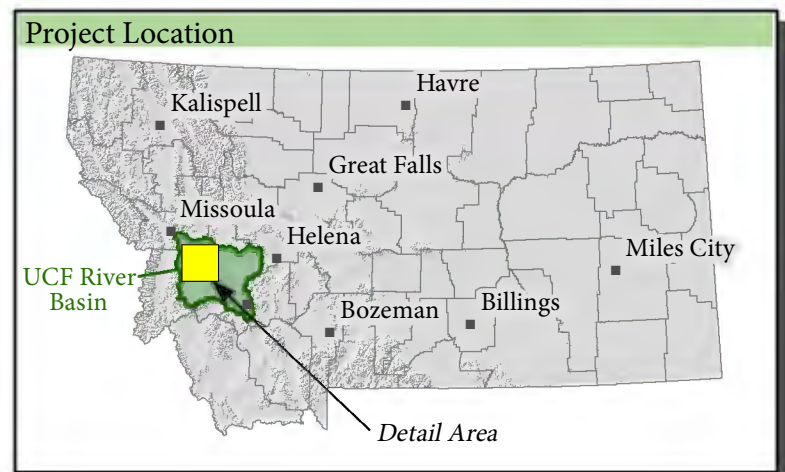 Project Location
Havre
Kalispell
Great Falls
Missoula
Helena
Miles City
UCF River
Basin
Bozeman
Billings
Detail Area